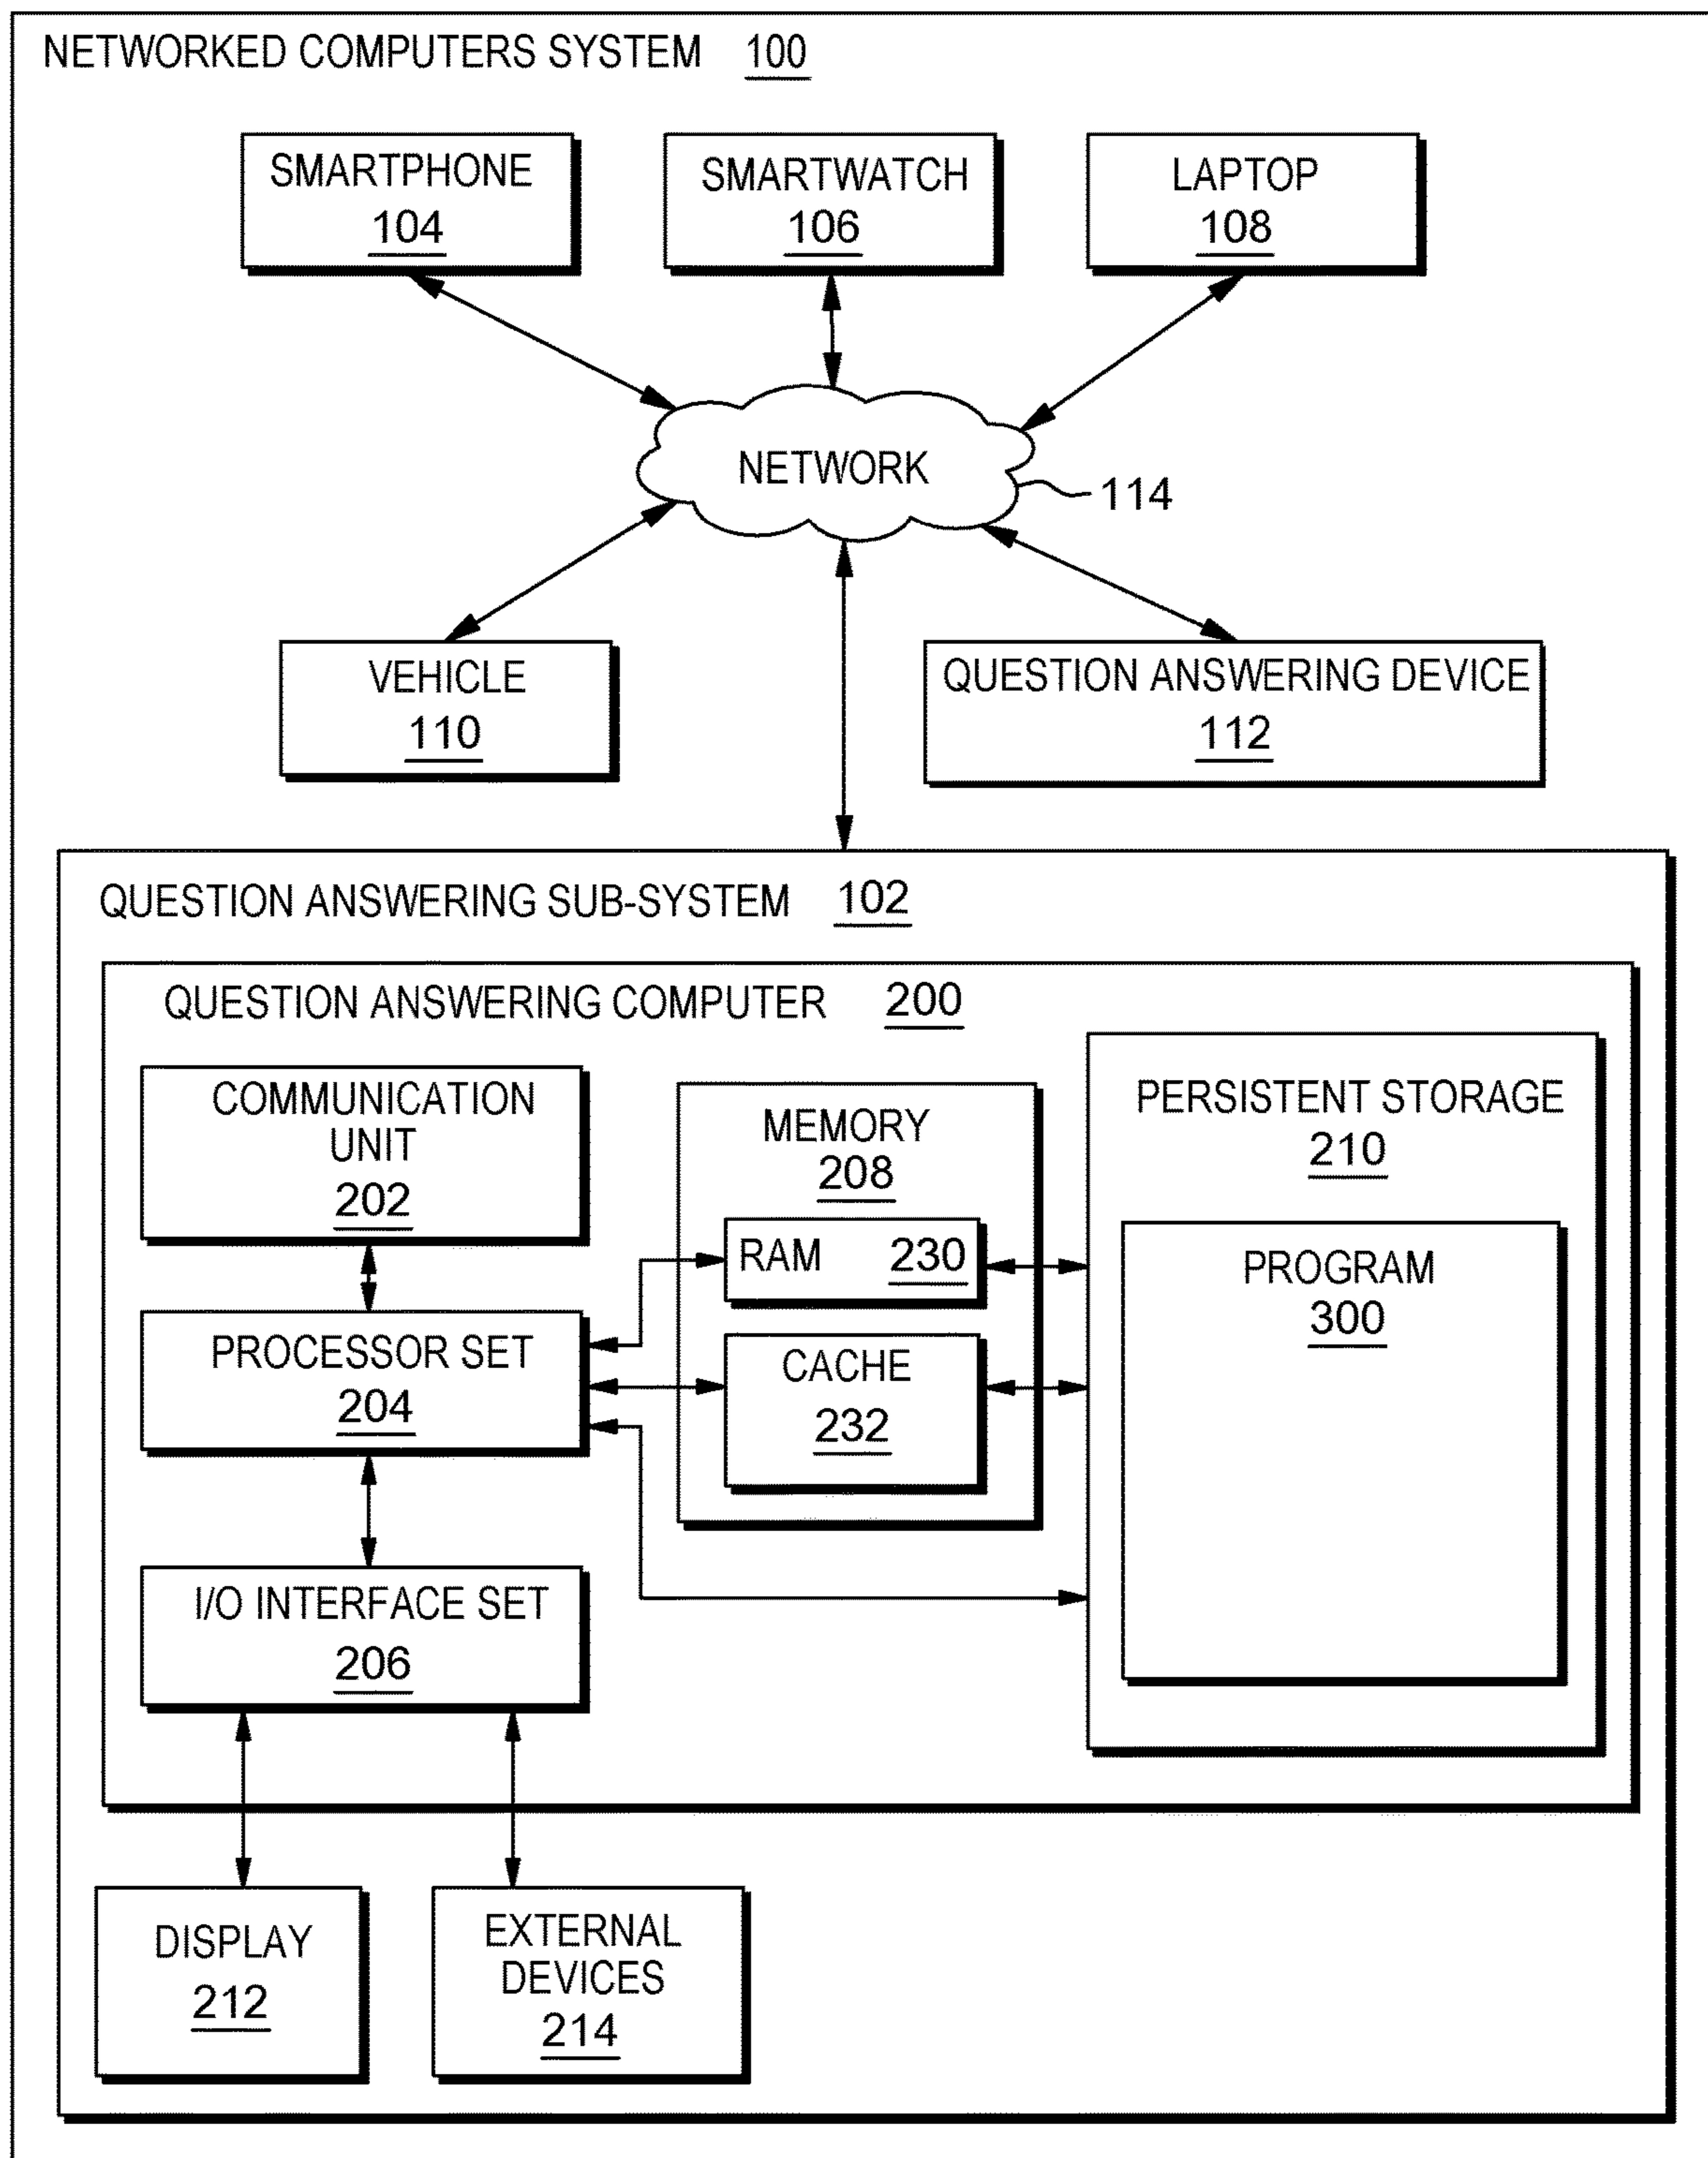 NETWORKED COMPUTERS SYSTEM 100
SMARTPHONE
104
SMARTWATCH
106
LAPTOP
108
NETWORK
114
VEHICLE
110
QUESTION ANSWERING DEVICE
112
QUESTION ANSWERING SUB-SYSTEM 102
QUESTION ANSWERING COMPUTER 200
COMMUNICATION
UNIT
202
PROCESSOR SET
204
I/O INTERFACE SET
206
MEMORY
208
RAM 230
CACHE
232
PERSISTENT STORAGE
210
PROGRAM
300
DISPLAY
212
EXTERNAL
DEVICES
214